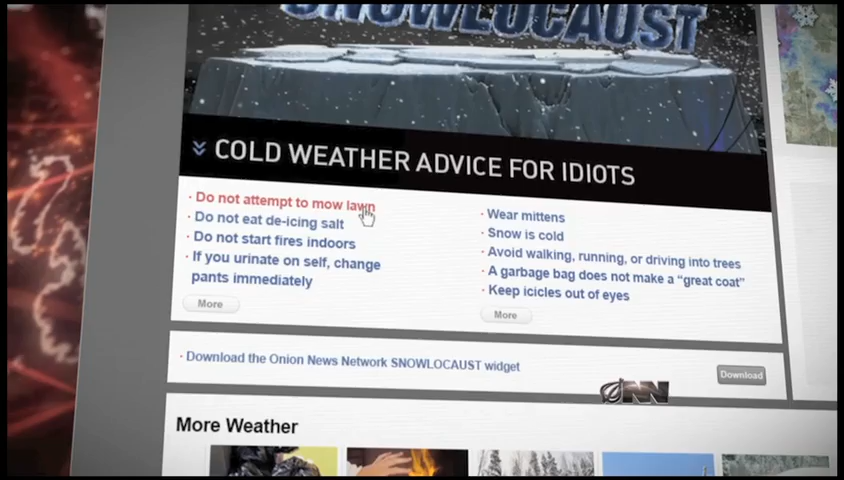 SNOWLOCAUST
COLD WEATHER ADVICE FOR IDIOTS
· Do not attempt to mow lawn
· Do not eat de-icing salt
· Do not start fires indoors
· If you urinate on self, change
pants immediately
More
· Wear mittens
· Snow is cold
· Avoid walking, running, or driving into trees
· A garbage bag does not make a “great coat”
· Keep icicles out of eyes
More
· Download the Onion News Network SNOWLOCAUST widget
Download
ONN
More Weather